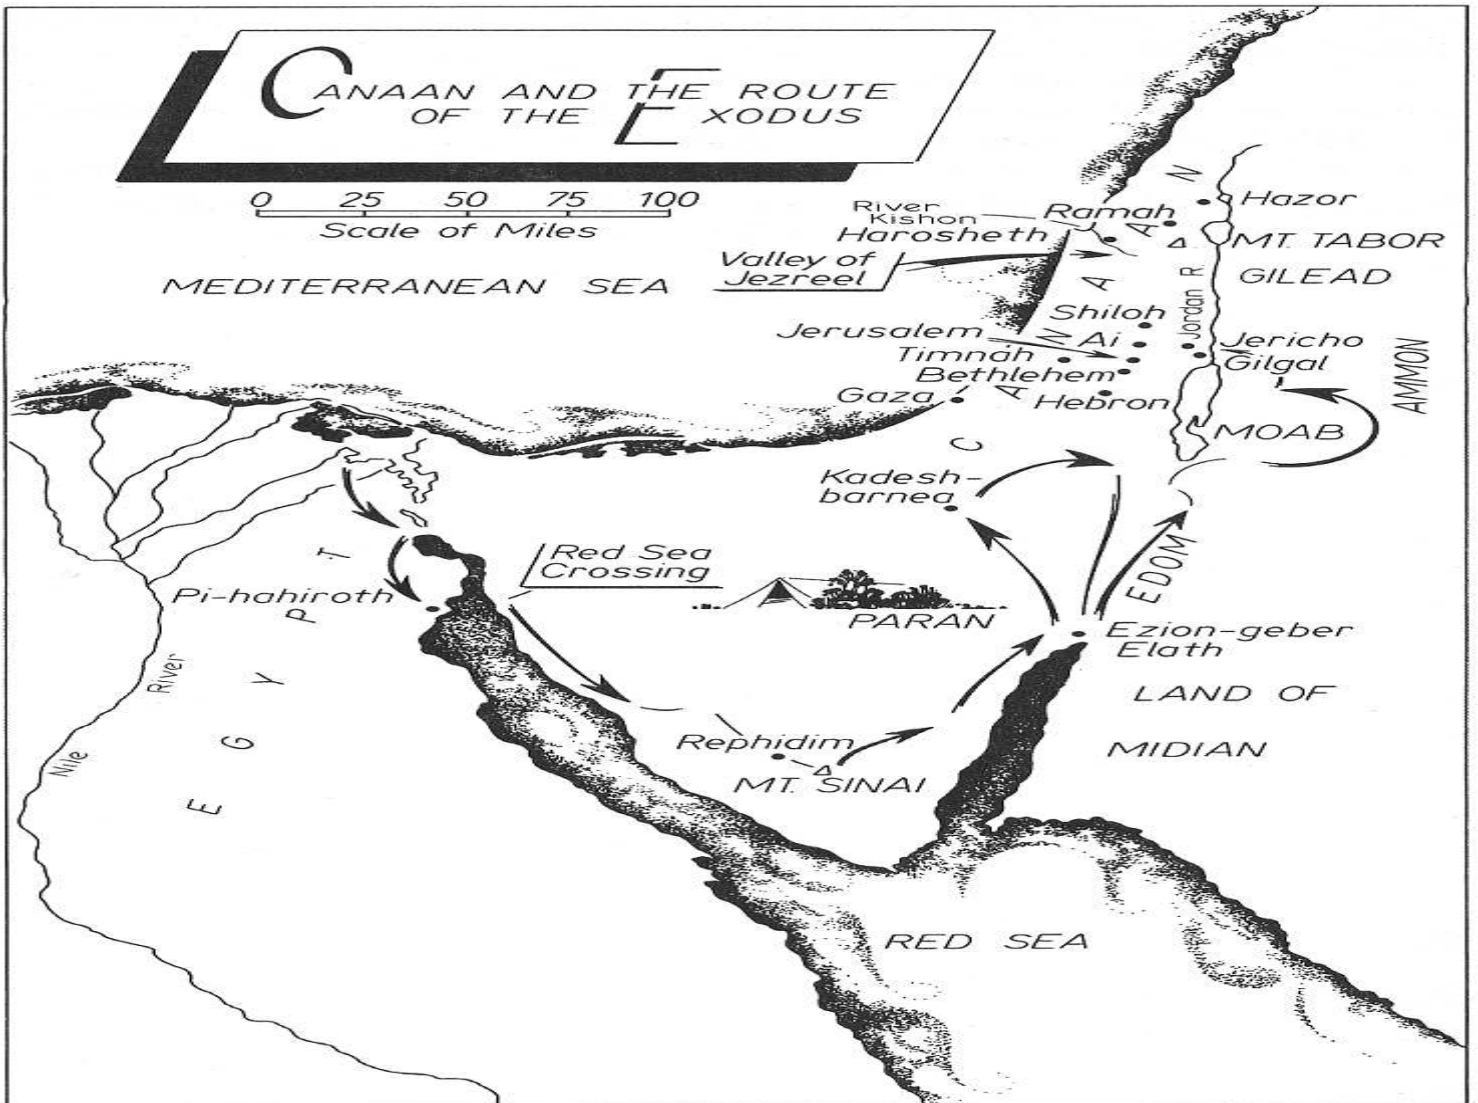 CANAAN AND THE ROUTE
OF THE EXODUS
0 25 50 75 100
Scale of Miles
MEDITERRANEAN SEA
River
Kishon
Harosheth
Ramah
Hazor
MT. TABOR
Valley of
Jezreel
GILEAD
CANAAN
Jordan R.
Shiloh
Jerusalem
Ai
Timnah
Bethlehem
Jericho
Gilgal
Gaza
Hebron
AMMON
MOAB
Kadesh-
barnea
EDOM
Red Sea
Crossing
Pi-hahiroth
PARAN
Ezion-geber
Elath
EGYPT
River
Nile
LAND OF
MIDIAN
Rephidim
MT. SINAI
RED SEA